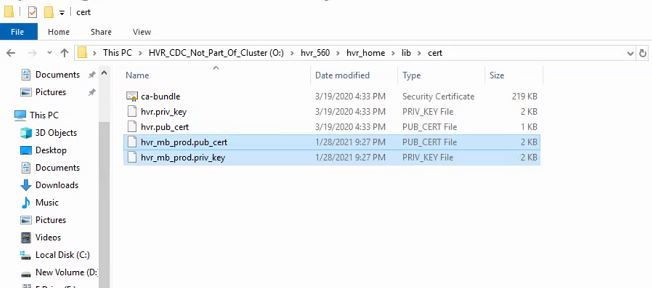 cert
File Home Share View
This PC > HVR_CDC_Not_Part_Of_Cluster (O:) > hvr_560 > hvr_home > lib > cert
Documents
Pictures
This PC
3D Objects
Desktop
Documents
Downloads
Music
Pictures
Videos
Local Disk (C:)
New Volume (D:
Name Date modified Type Size
ca-bundle 3/19/2020 4:33 PM Security Certificate 219 KB
hvr.priv_key 3/19/2020 4:33 PM PRIV_KEY File 2 KB
hvr.pub_cert 3/19/2020 4:33 PM PUB_CERT File 1 KB
hvr_mb_prod.pub_cert 1/28/2021 9:27 PM PUB_CERT File 2 KB
hvr_mb_prod.priv_key 1/28/2021 9:27 PM PRIV_KEY File 2 KB